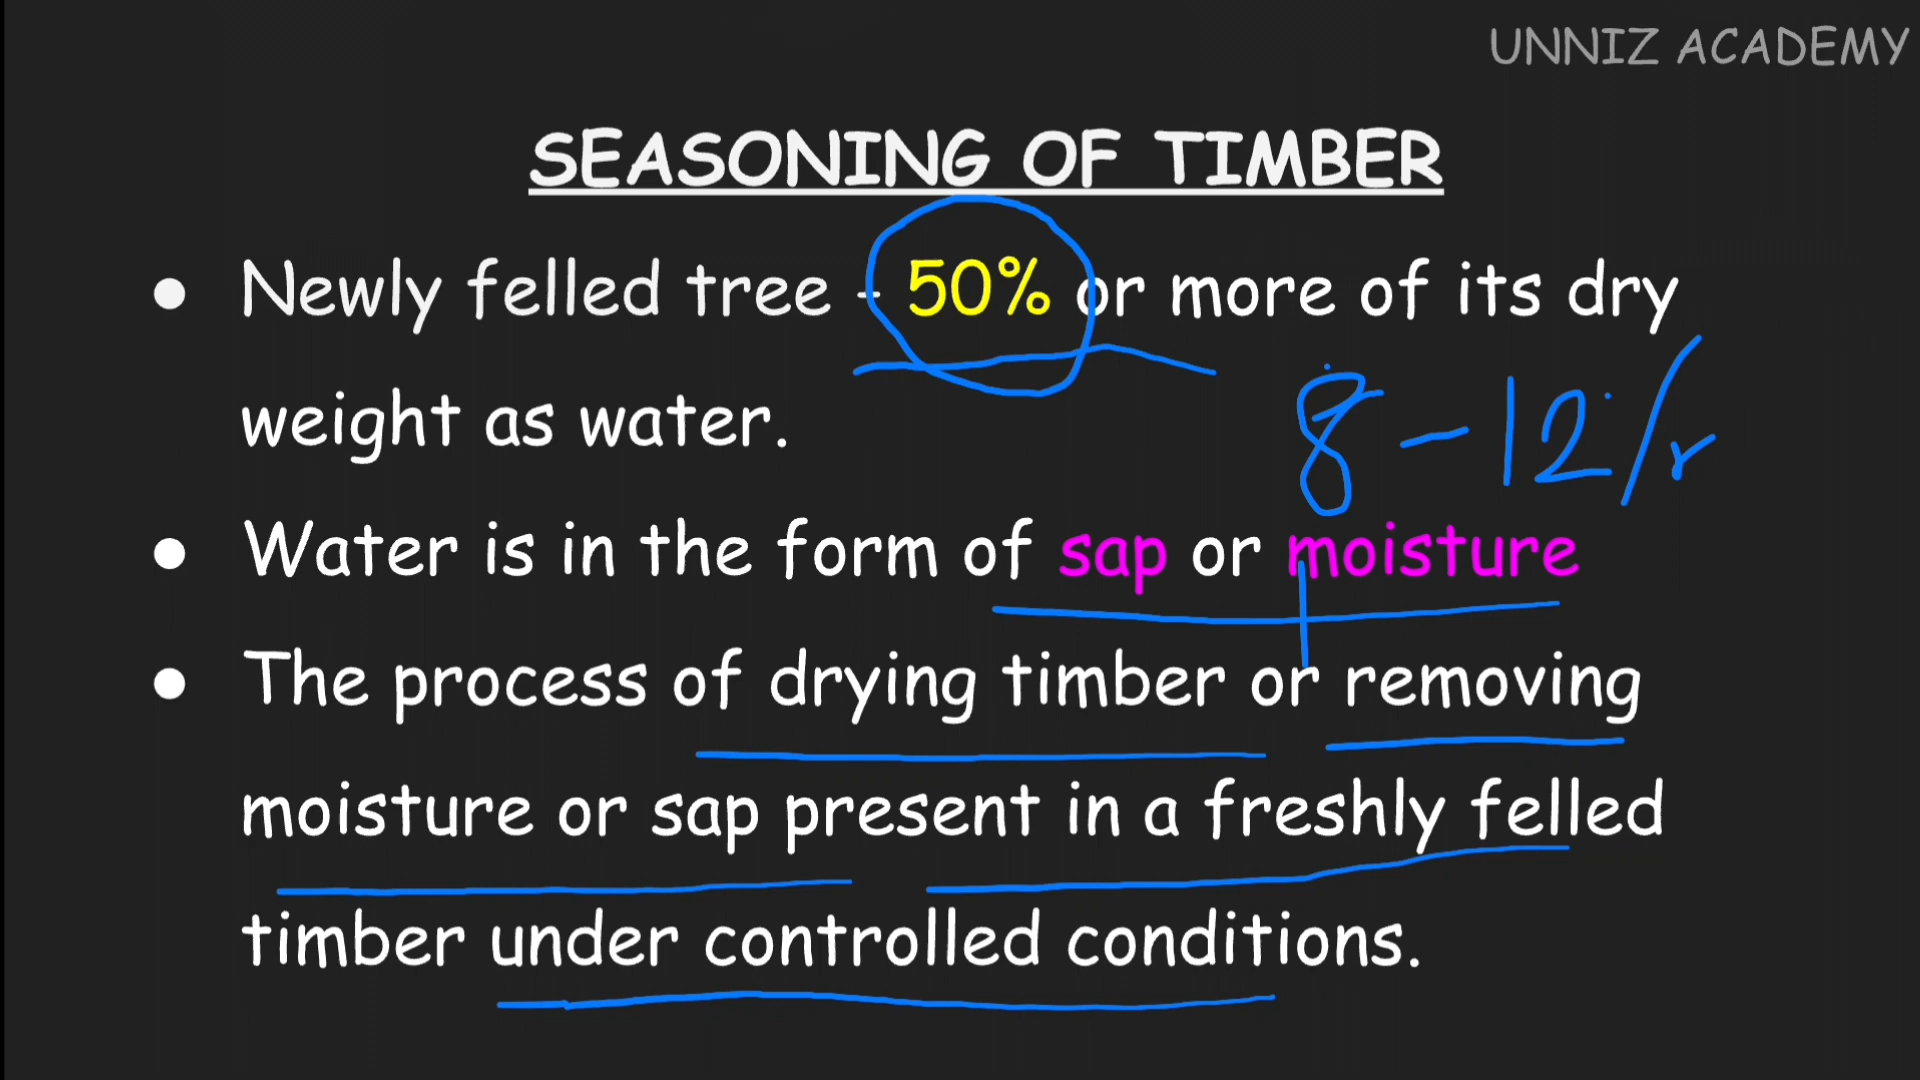 UNNIZ ACADEMY
SEASONING OF TIMBER
● Newly felled tree - 50% or more of its dry
weight as water.
8-12%
● Water is in the form of sap or moisture
● The process of drying timber or removing
moisture or sap present in a freshly felled
timber under controlled conditions.